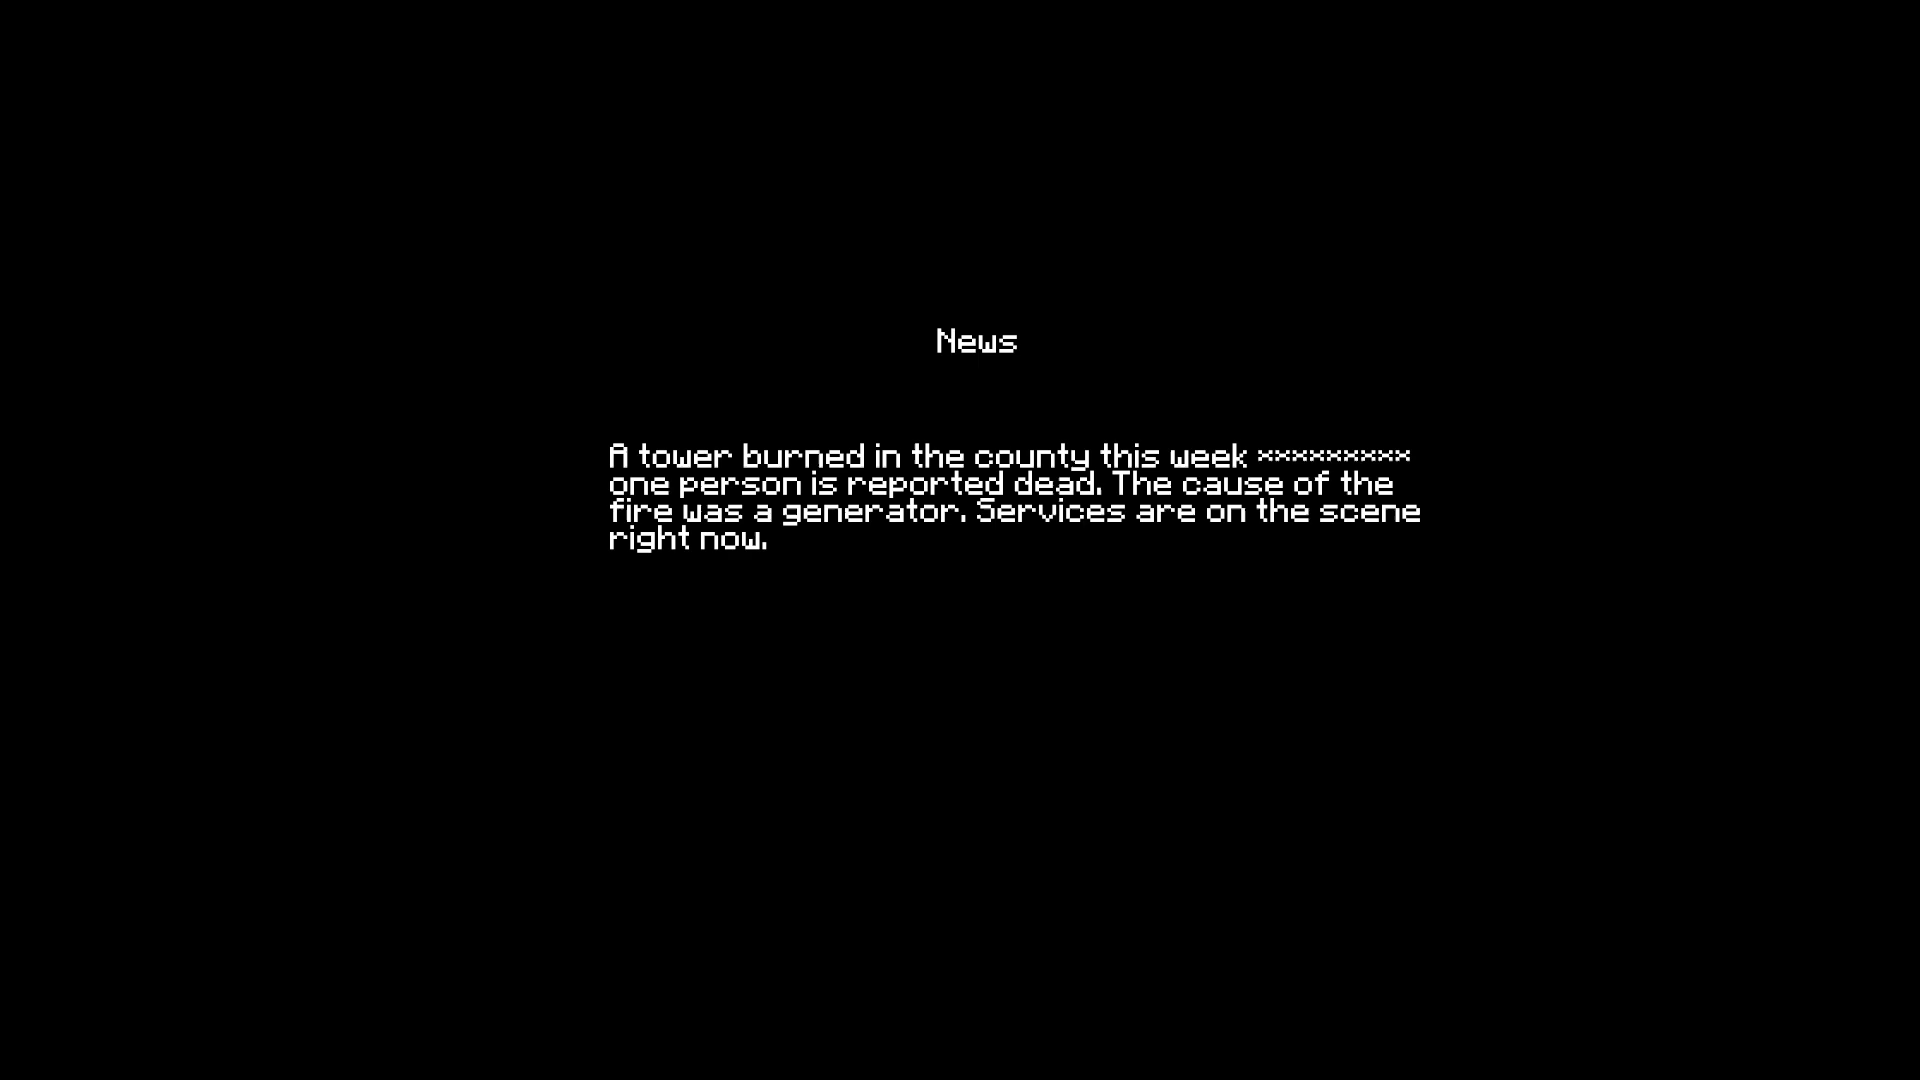 News
A tower burned in the county this week ×××××××××
one person is reported dead. The cause of the
fire was a generator. Services are on the scene
right now.